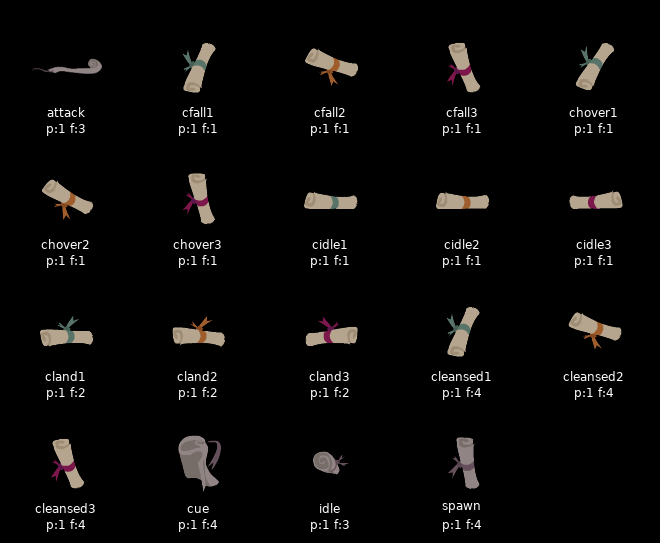 attack
p:1 f:3
cfall1
p:1 f:1
cfall2
p:1 f:1
cfall3
p:1 f:1
chover1
p:1 f:1
chover2
p:1 f:1
chover3
p:1 f:1
cidle1
p:1 f:1
cidle2
p:1 f:1
cidle3
p:1 f:1
cland1
p:1 f:2
cland2
p:1 f:2
cland3
p:1 f:2
cleansed1
p:1 f:4
cleansed2
p:1 f:4
cleansed3
p:1 f:4
cue
p:1 f:4
idle
p:1 f:3
spawn
p:1 f:4